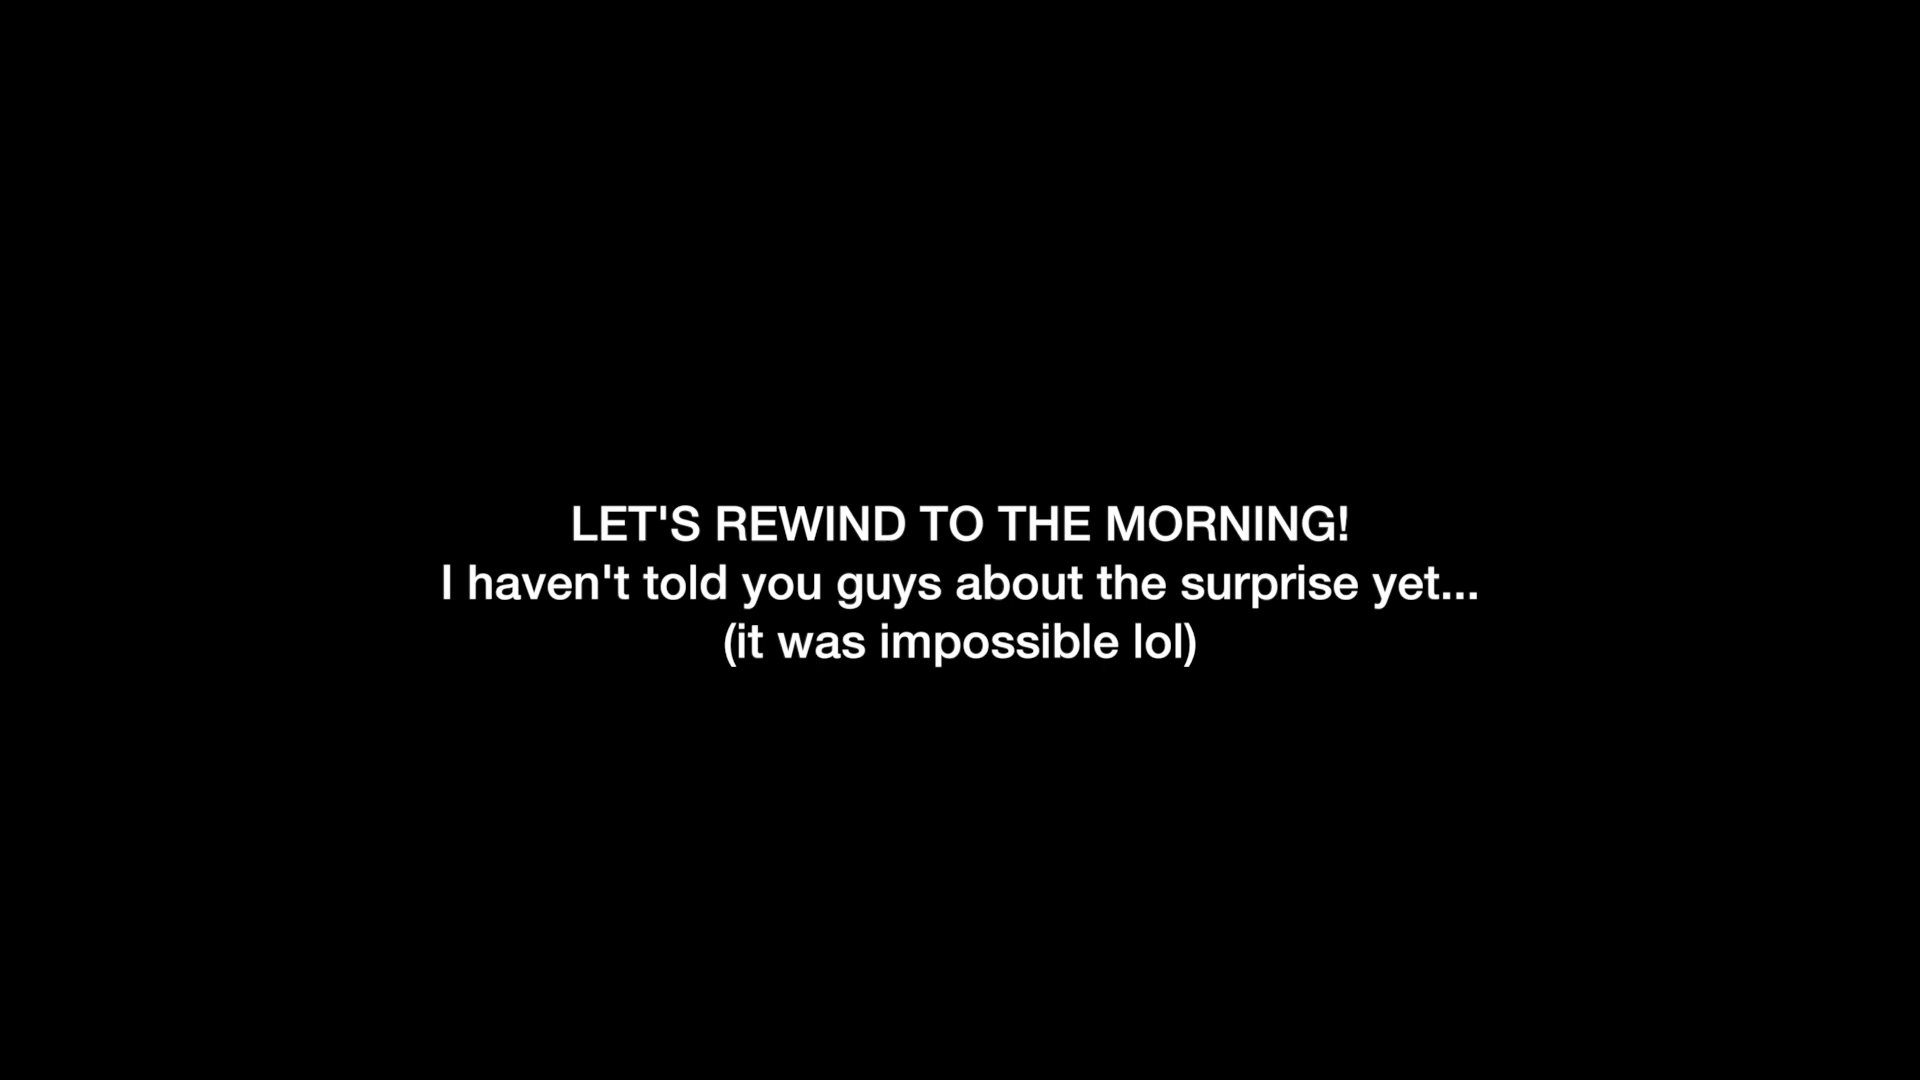 LET'S REWIND TO THE MORNING!
I haven't told you guys about the surprise yet...
(it was impossible lol)